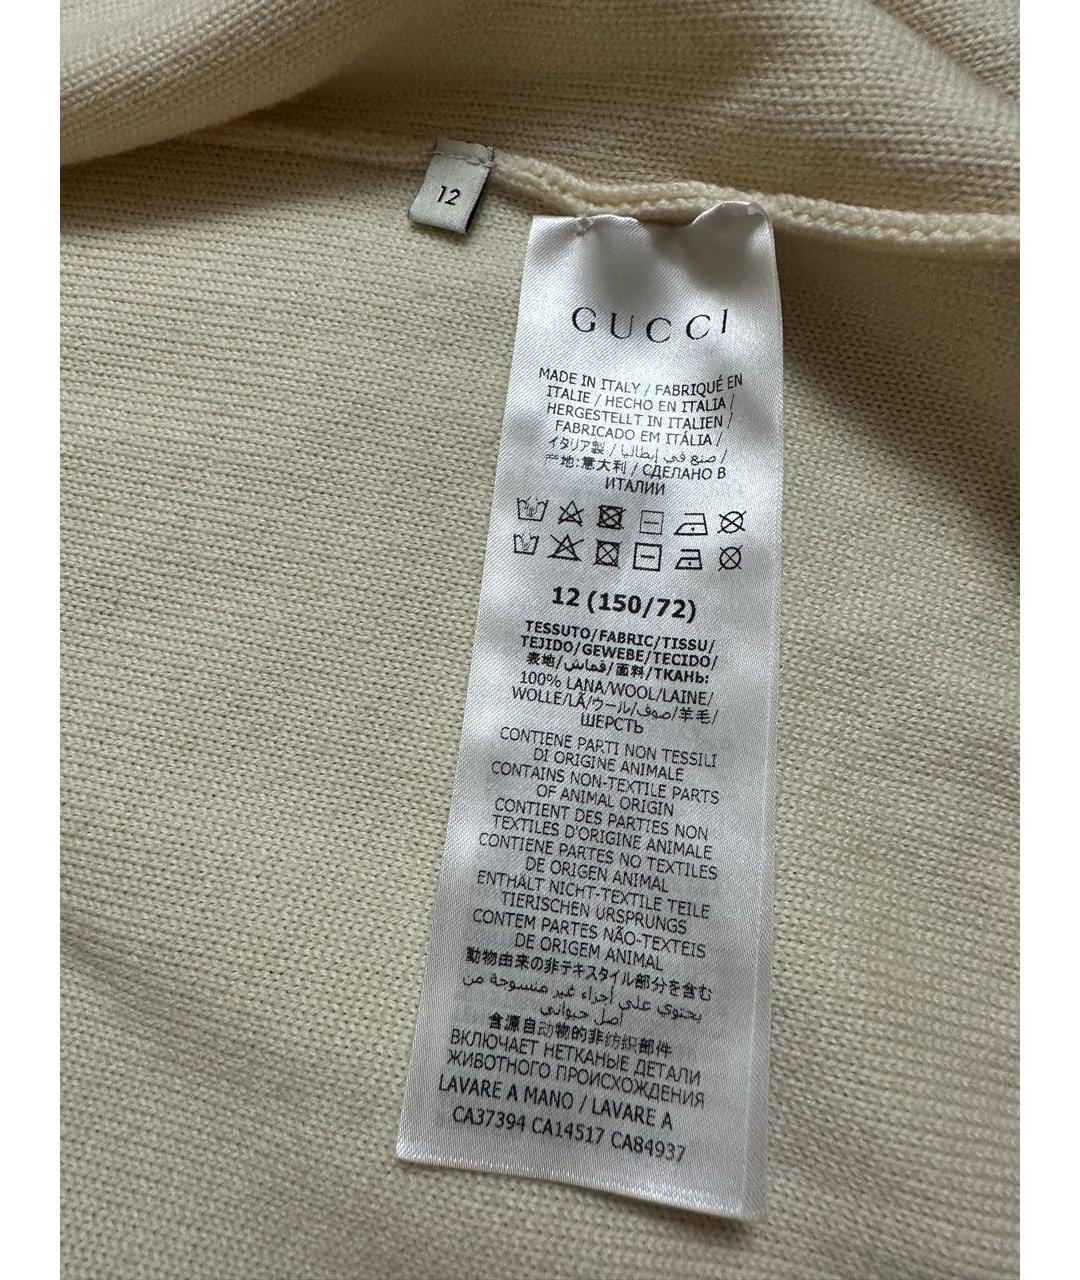 12
GUCCI
MADE IN ITALY / FABRIQUÉ EN
ITALIE / HECHO EN ITALIA /
HERGESTELLT IN ITALIEN /
FABRICADO EM ITÁLIA /
イタリア製 / صنع في إيطاليا /
产地:意大利 / СДЕЛАНО В
ИТАЛИИ
12 (150/72)
TESSUTO/FABRIC/TISSU/
TEJIDO/GEWEBE/TECIDO/
表地/قماش/面料/ТКАНЬ:
100% LANA/WOOL/LAINE/
WOLLE/LÃ/ウール/صوف/羊毛/
ШЕРСТЬ
CONTIENE PARTI NON TESSILI
DI ORIGINE ANIMALE
CONTAINS NON-TEXTILE PARTS
OF ANIMAL ORIGIN
CONTIENT DES PARTIES NON
TEXTILES D'ORIGINE ANIMALE
CONTIENE PARTES NO TEXTILES
DE ORIGEN ANIMAL
ENTHÄLT NICHT-TEXTILE TEILE
TIERISCHEN URSPRUNGS
CONTEM PARTES NÃO-TEXTEIS
DE ORIGEM ANIMAL
動物由来の非テキスタイル部分を含む
يحتوي على أجزاء غير منسوجة من
أصل حيواني
含源自动物的非纺织部件
ВКЛЮЧАЕТ НЕТКАНЫЕ ДЕТАЛИ
ЖИВОТНОГО ПРОИСХОЖДЕНИЯ
LAVARE A MANO / LAVARE A
CA37394 CA14517 CA84937